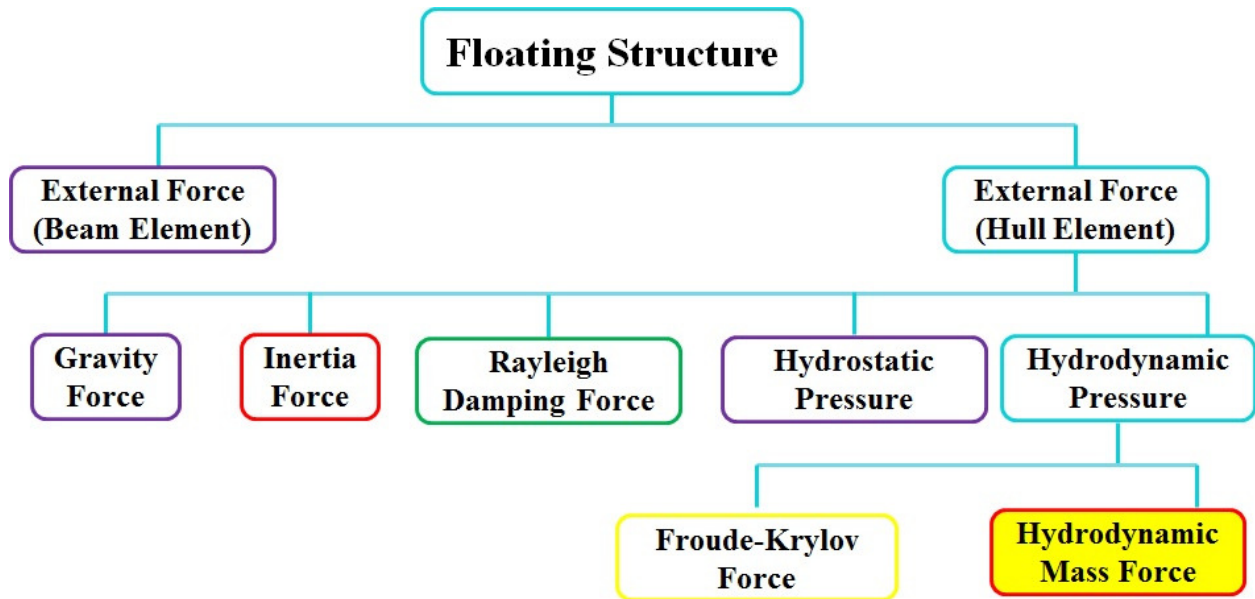 Floating Structure
External Force
(Beam Element)
External Force
(Hull Element)
Gravity
Force
Inertia
Force
Rayleigh
Damping Force
Hydrostatic
Pressure
Hydrodynamic
Pressure
Froude-Krylov
Force
Hydrodynamic
Mass Force